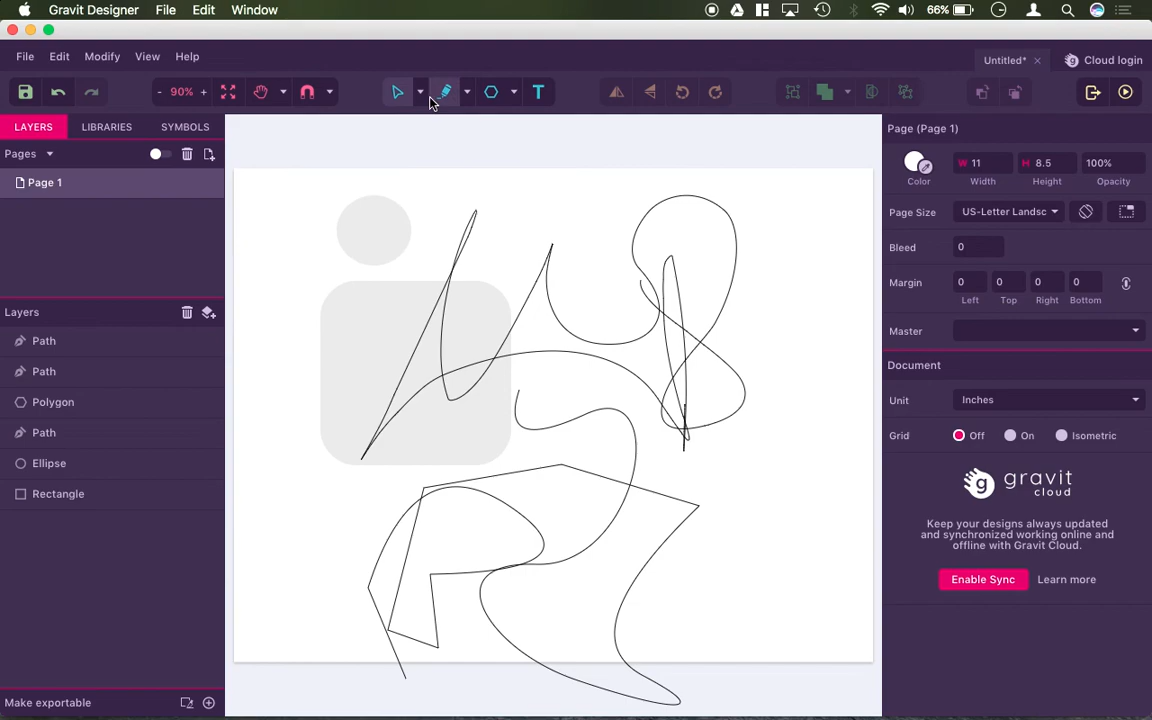 Gravit Designer File Edit Window 66%
File Edit Modify View Help Untitled* × Cloud login
- 90% + T
LAYERS LIBRARIES SYMBOLS
Pages
Page 1
Layers
Path
Path
Polygon
Path
Ellipse
Rectangle
Make exportable
Page (Page 1)
W 11 H 8.5 100%
Color Width Height Opacity
Page Size US-Letter Landsc
Bleed 0
Margin 0 0 0 0
Left Top Right Bottom
Master
Document
Unit Inches
Grid Off On Isometric
gravit
cloud
Keep your designs always updated
and synchronized working online and
offline with Gravit Cloud.
Enable Sync Learn more